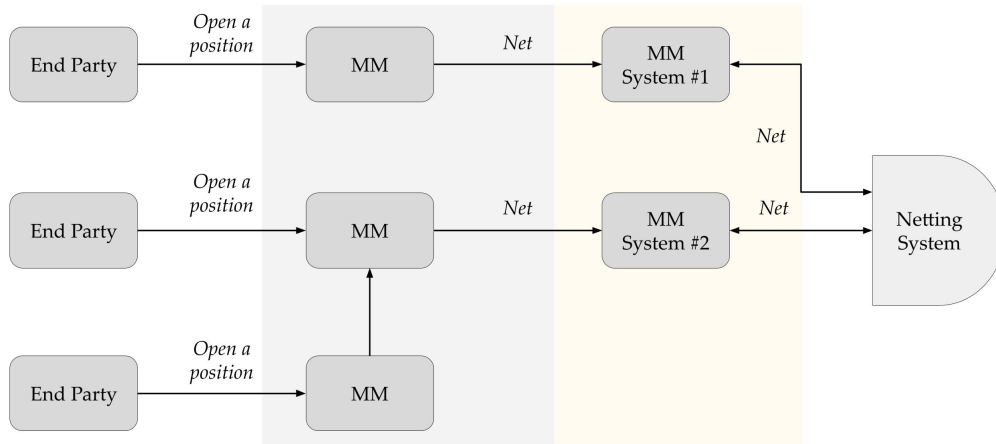 Open a
position
End Party
MM
Net
MM
System #1
Net
Open a
position
End Party
MM
Net
MM
System #2
Net
Netting
System
Open a
position
End Party
MM